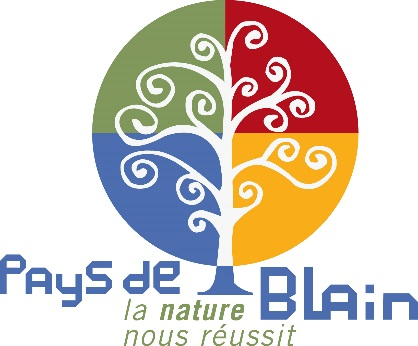 Pays de Blain
la nature
nous réussit